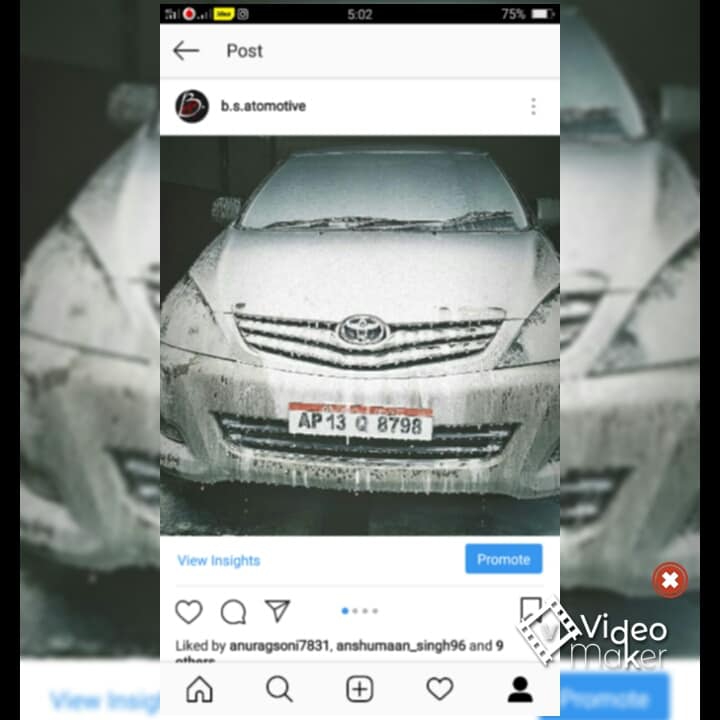 5:02
75%
Post
b.s.atomotive
AP 13 Q 8798
View Insights
Promote
Liked by anuragsoni7831, anshumaan_singh96 and 9
others
Video
Maker
View Insig
Promote